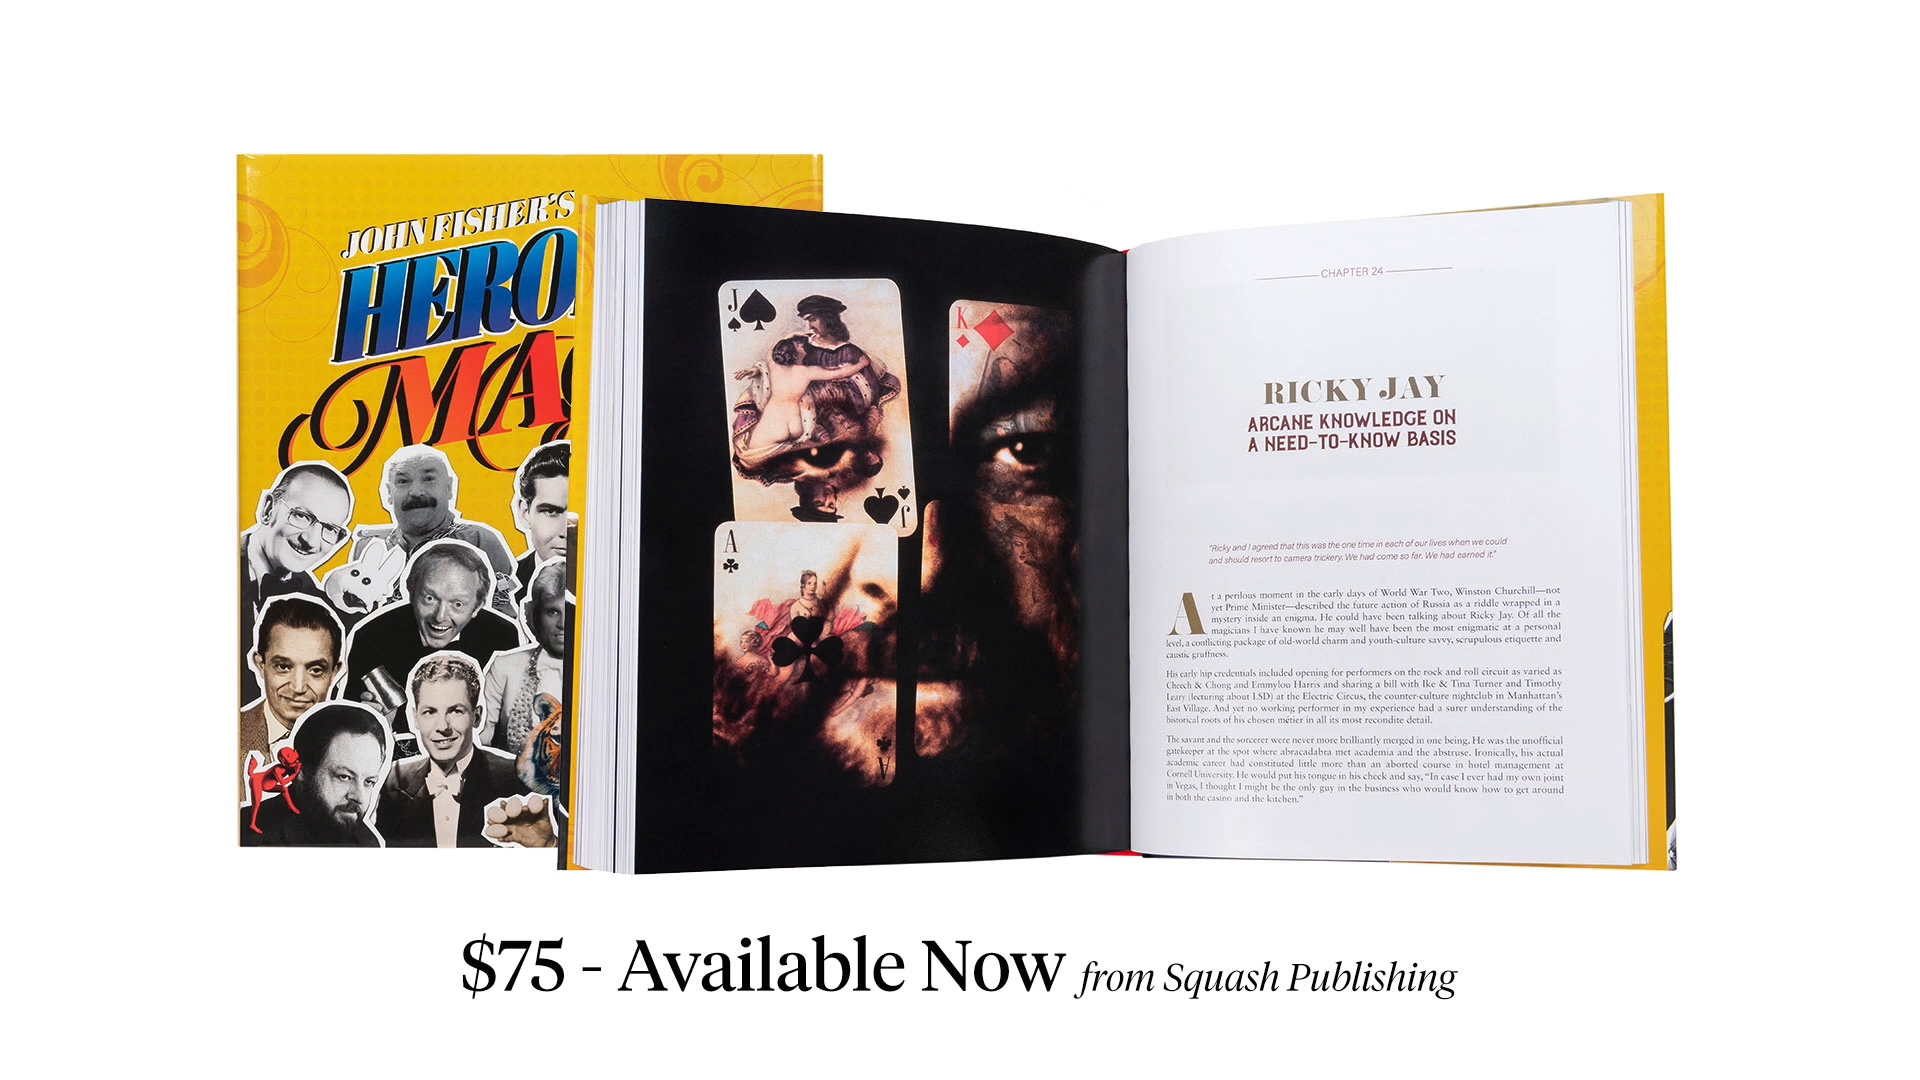 JOHN FISHER'S
HERO
MA
J
K
A
A
J
CHAPTER 24
RICKY JAY
ARCANE KNOWLEDGE ON
A NEED-TO-KNOW BASIS
"Ricky and I agreed that this was the one time in each of our lives when we could
and should resort to camera trickery. We had come so far. We had earned it."
At a perilous moment in the early days of World War Two, Winston Churchill—not
yet Prime Minister—described the future action of Russia as a riddle wrapped in a
mystery inside an enigma. He could have been talking about Ricky Jay. Of all the
magicians I have known he may well have been the most enigmatic at a personal
level, a conflicting package of old-world charm and youth-culture savvy, scrupulous etiquette and
caustic gruffness.
His early hip credentials included opening for performers on the rock and roll circuit as varied as
Cheech & Chong and Emmylou Harris and sharing a bill with Ike & Tina Turner and Timothy
Leary (lecturing about LSD) at the Electric Circus, the counter-culture nightclub in Manhattan's
East Village. And yet no working performer in my experience had a surer understanding of the
historical roots of his chosen métier in all its most recondite detail.
The savant and the sorcerer were never more brilliantly merged in one being. He was the unofficial
gatekeeper at the spot where abracadabra met academia and the abstruse. Ironically, his actual
academic career had constituted little more than an aborted course in hotel management at
Cornell University. He would put his tongue in his cheek and say, "In case I ever had my own joint
in Vegas, I thought I might be the only guy in the business who would know how to get around
in both the casino and the kitchen."
$75 - Available Now from Squash Publishing